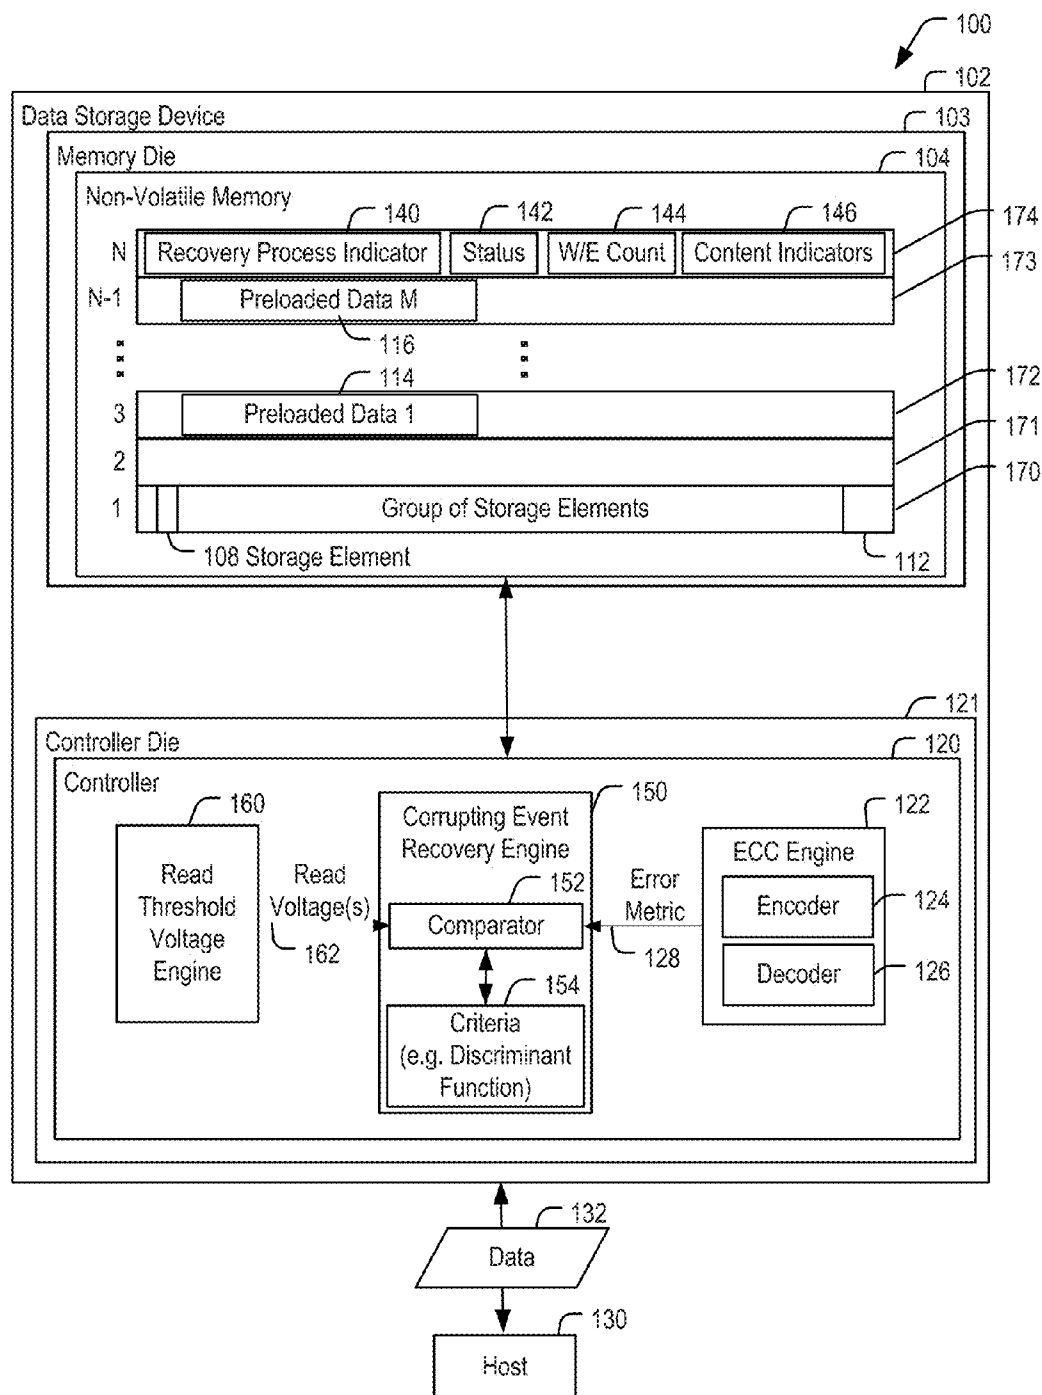 100
102
Data Storage Device
103
Memory Die
104
Non-Volatile Memory
140
142
144
146
174
N
Recovery Process Indicator
Status
W/E Count
Content Indicators
173
N-1
Preloaded Data M
116
114
172
3
Preloaded Data 1
171
2
170
1
Group of Storage Elements
108 Storage Element
112
121
Controller Die
120
Controller
160
150
122
Corrupting Event
Recovery Engine
ECC Engine
Read
Threshold
Voltage
Engine
Read
Voltage(s)
162
152
Comparator
Error
Metric
128
Encoder
124
Decoder
126
154
Criteria
(e.g. Discriminant
Function)
132
Data
130
Host